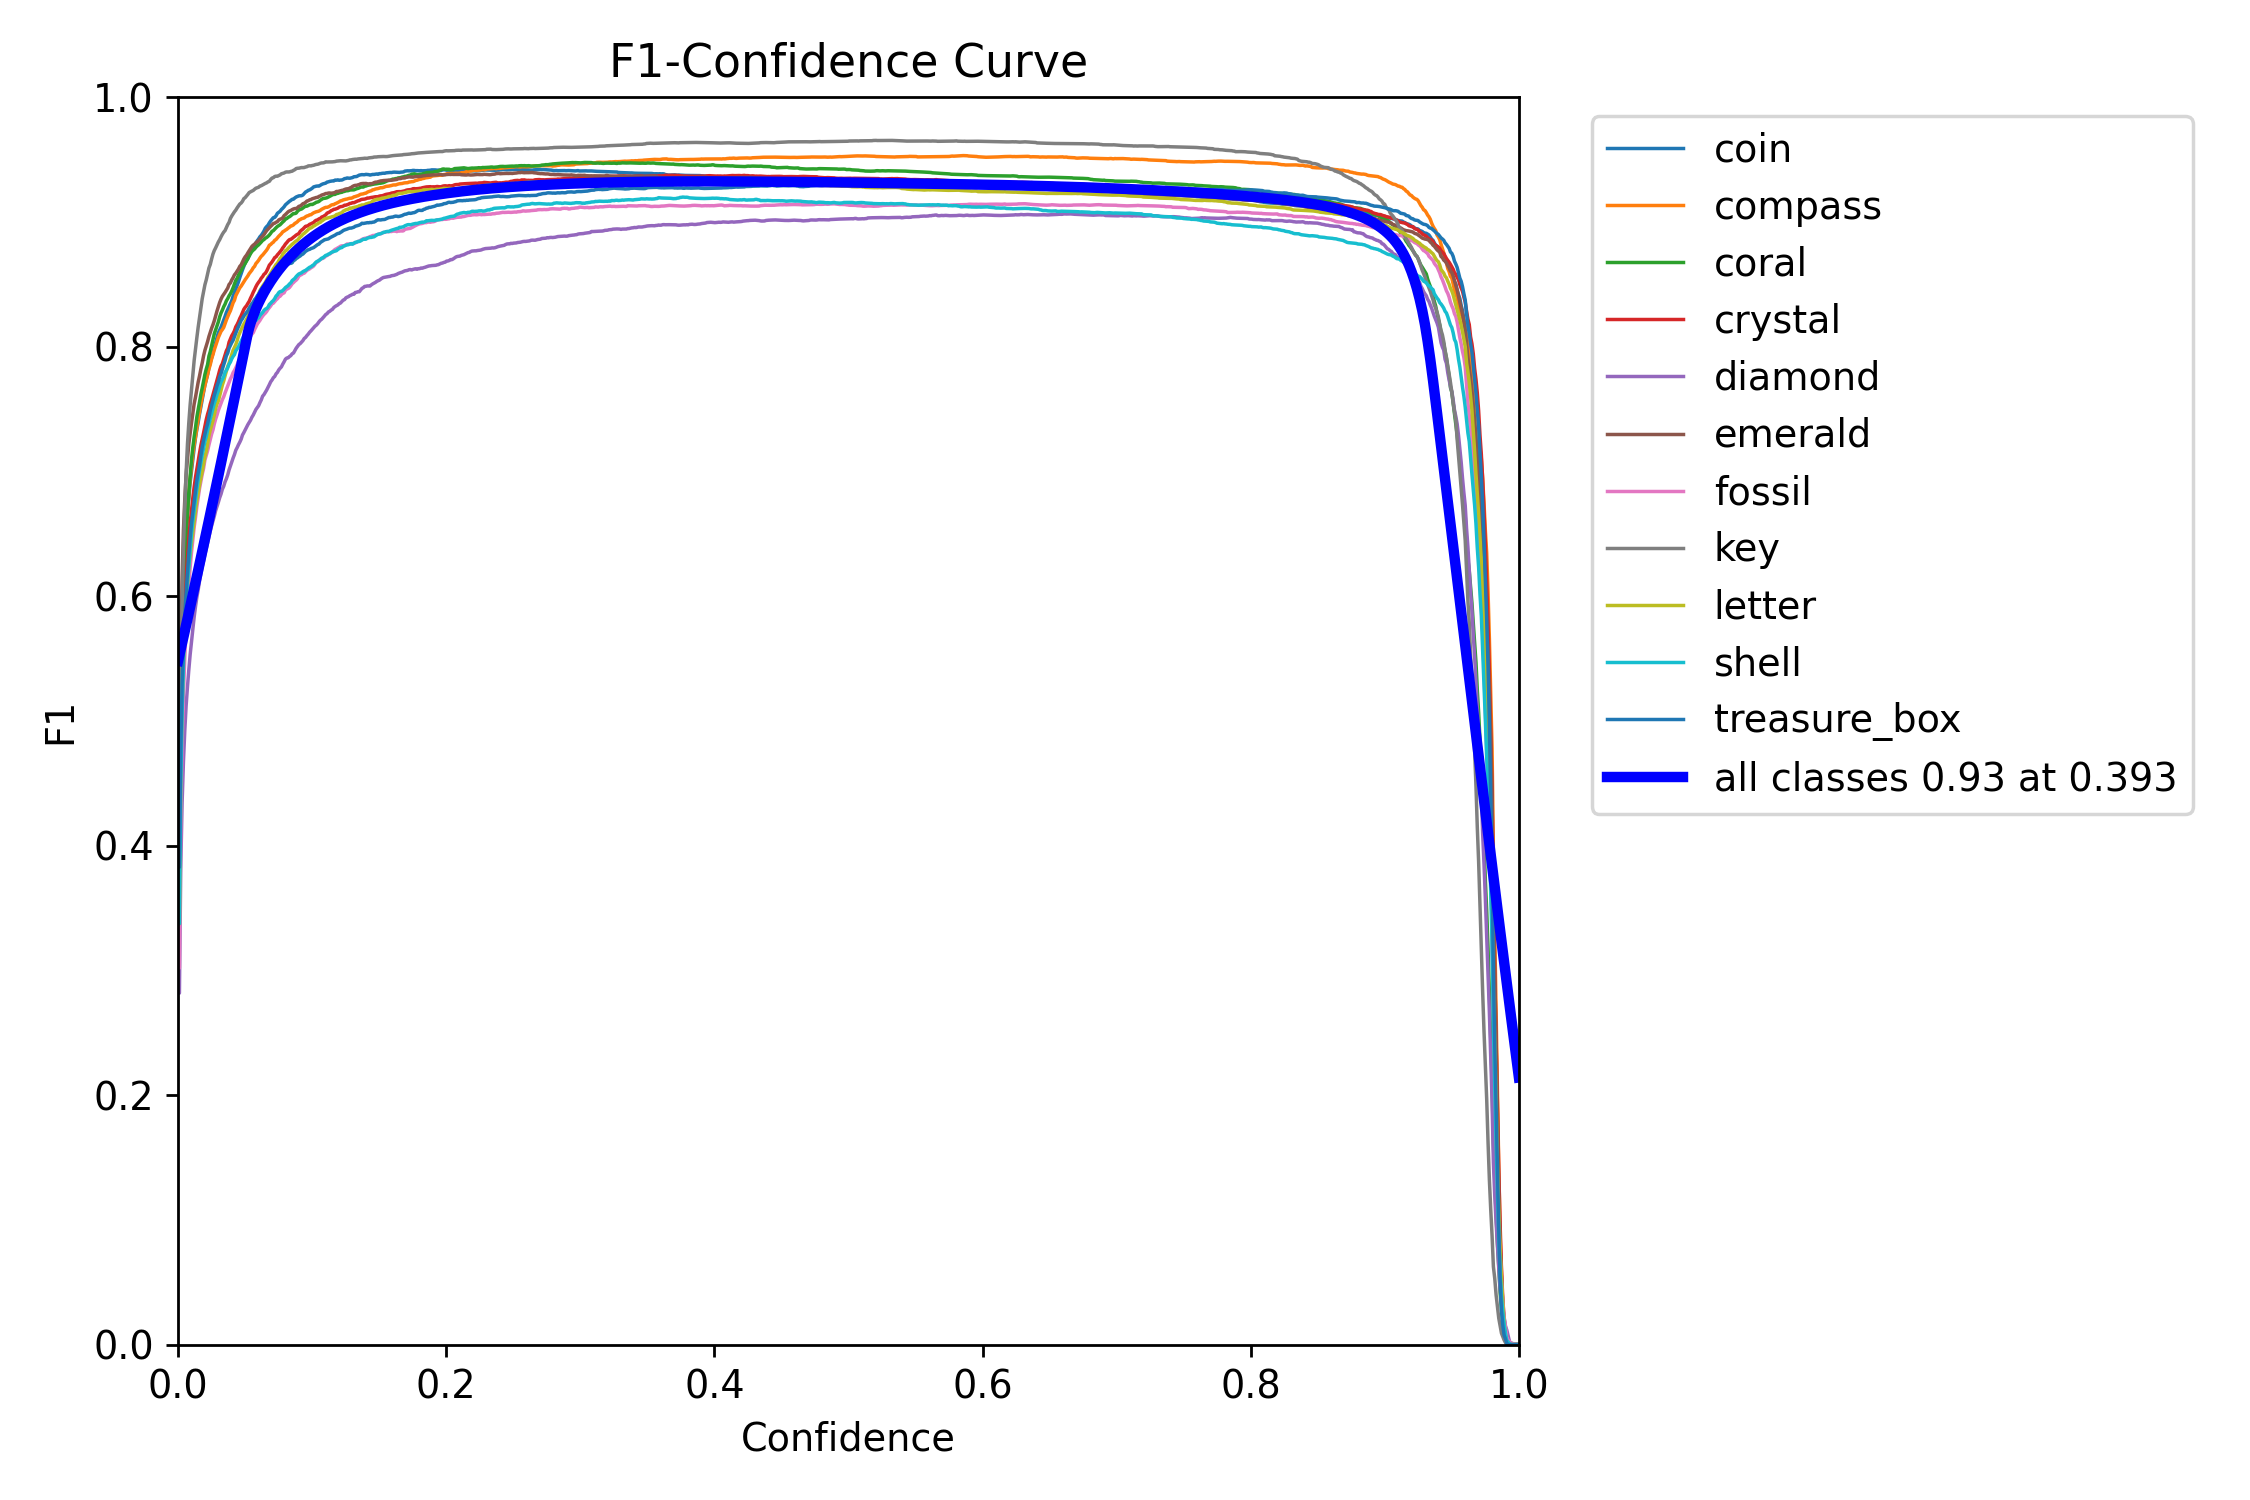 F1-Confidence Curve
1.0
0.8
0.6
0.4
0.2
0.0
F1
0.0 0.2 0.4 0.6 0.8 1.0
Confidence
coin
compass
coral
crystal
diamond
emerald
fossil
key
letter
shell
treasure_box
all classes 0.93 at 0.393